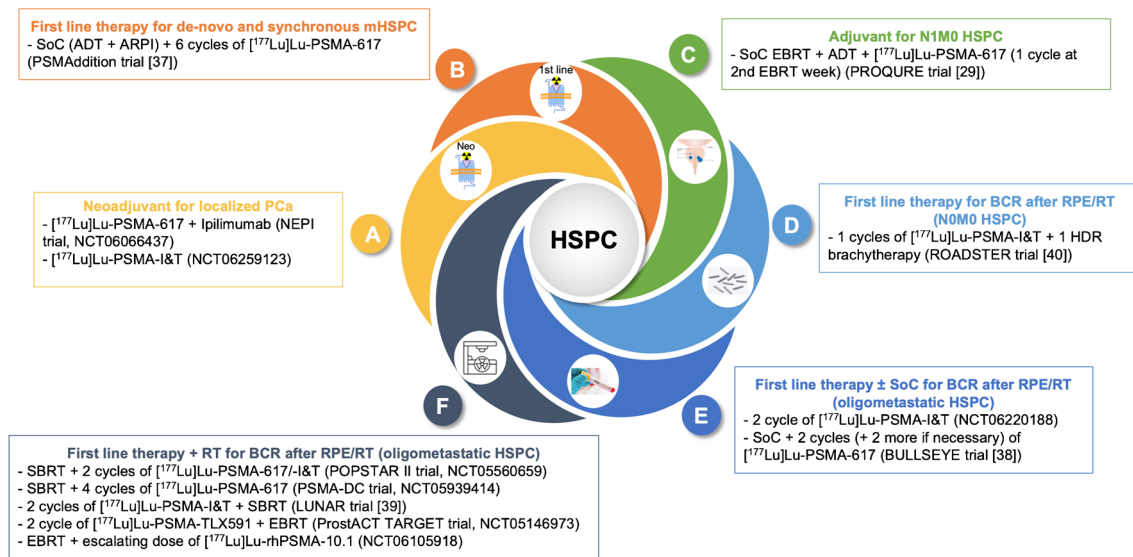 First line therapy for de-novo and synchronous mHSPC
- SoC (ADT + ARPI) + 6 cycles of [¹⁷⁷Lu]Lu-PSMA-617
(PSMAddition trial [37])
B
1st line
C
Adjuvant for N1M0 HSPC
- SoC EBRT + ADT + [¹⁷⁷Lu]Lu-PSMA-617 (1 cycle at
2nd EBRT week) (PROQURE trial [29])
Neo
Neoadjuvant for localized PCa
- [¹⁷⁷Lu]Lu-PSMA-617 + Ipilimumab (NEPI
trial, NCT06066437)
- [¹⁷⁷Lu]Lu-PSMA-I&T (NCT06259123)
A
HSPC
D
First line therapy for BCR after RPE/RT
(N0M0 HSPC)
- 1 cycles of [¹⁷⁷Lu]Lu-PSMA-I&T + 1 HDR
brachytherapy (ROADSTER trial [40])
E
First line therapy ± SoC for BCR after RPE/RT
(oligometastatic HSPC)
- 2 cycle of [¹⁷⁷Lu]Lu-PSMA-I&T (NCT06220188)
- SoC + 2 cycles (+ 2 more if necessary) of
[¹⁷⁷Lu]Lu-PSMA-617 (BULLSEYE trial [38])
F
First line therapy + RT for BCR after RPE/RT (oligometastatic HSPC)
- SBRT + 2 cycles of [¹⁷⁷Lu]Lu-PSMA-617/-I&T (POPSTAR II trial, NCT05560659)
- SBRT + 4 cycles of [¹⁷⁷Lu]Lu-PSMA-617 (PSMA-DC trial, NCT05939414)
- 2 cycles of [¹⁷⁷Lu]Lu-PSMA-I&T + SBRT (LUNAR trial [39])
- 2 cycle of [¹⁷⁷Lu]Lu-PSMA-TLX591 + EBRT (ProstACT TARGET trial, NCT05146973)
- EBRT + escalating dose of [¹⁷⁷Lu]Lu-rhPSMA-10.1 (NCT06105918)